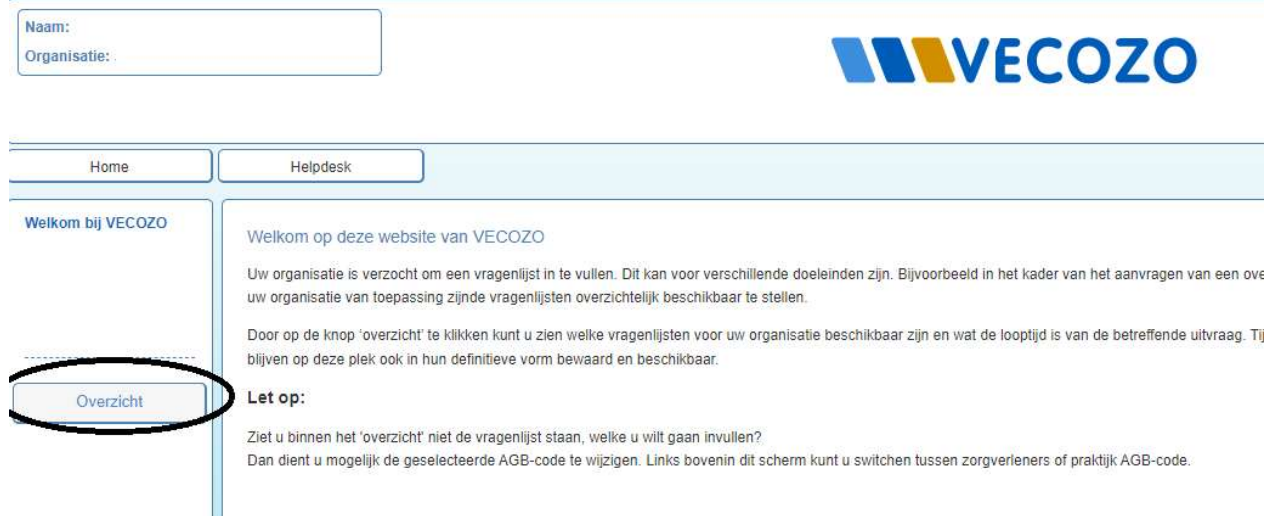 Naam:
Organisatie:
VECOZO
Home
Helpdesk
Welkom bij VECOZO
Overzicht
Welkom op deze website van VECOZO
Uw organisatie is verzocht om een vragenlijst in te vullen. Dit kan voor verschillende doeleinden zijn. Bijvoorbeeld in het kader van het aanvragen van een
uw organisatie van toepassing zijnde vragenlijsten overzichtelijk beschikbaar te stellen.
Door op de knop 'overzicht' te klikken kunt u zien welke vragenlijsten voor uw organisatie beschikbaar zijn en wat de looptijd is van de betreffende uitvraag.
blijven op deze plek ook in hun definitieve vorm bewaard en beschikbaar.
Let op:
Ziet u binnen het 'overzicht' niet de vragenlijst staan, welke u wilt gaan invullen?
Dan dient u mogelijk de geselecteerde AGB-code te wijzigen. Links bovenin dit scherm kunt u switchen tussen zorgverleners of praktijk AGB-code.